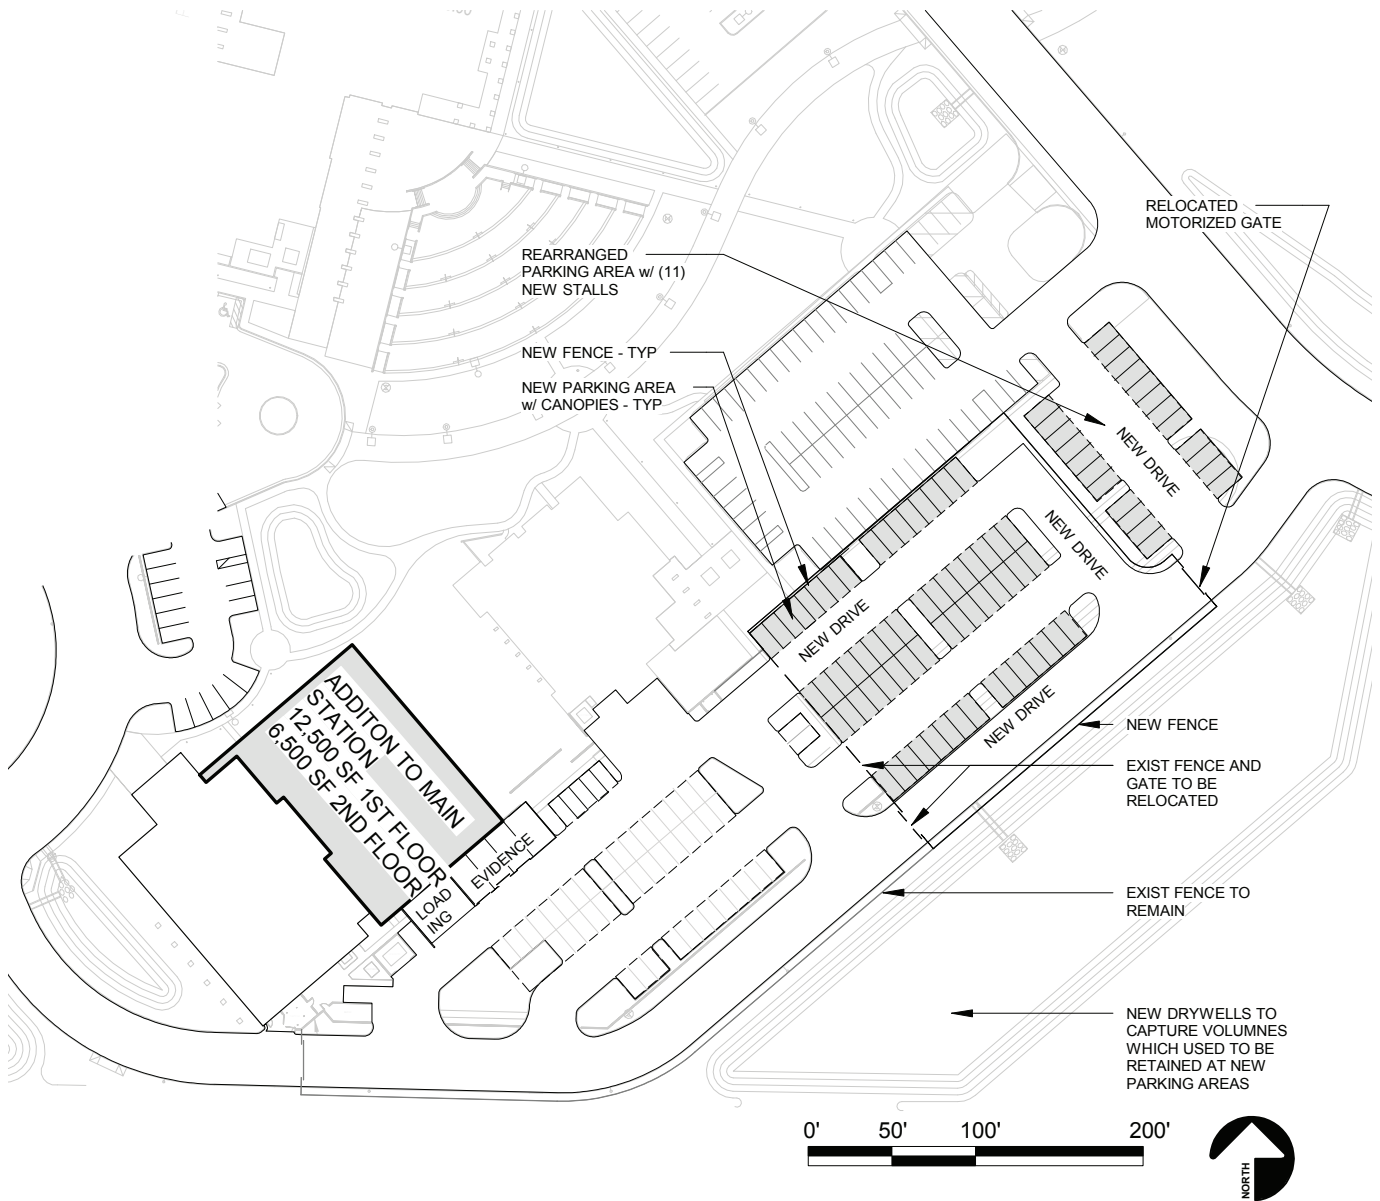 RELOCATED
MOTORIZED GATE
REARRANGED
PARKING AREA w/ (11)
NEW STALLS
NEW FENCE - TYP
NEW PARKING AREA
w/ CANOPIES - TYP
NEW DRIVE
NEW DRIVE
NEW DRIVE
NEW DRIVE
ADDITON TO MAIN
STATION
12,500 SF 1ST FLOOR
6,500 SF 2ND FLOOR
EVIDENCE
LOAD
ING
NEW FENCE
EXIST FENCE AND
GATE TO BE
RELOCATED
EXIST FENCE TO
REMAIN
NEW DRYWELLS TO
CAPTURE VOLUMNES
WHICH USED TO BE
RETAINED AT NEW
PARKING AREAS
0' 50' 100' 200'
NORTH